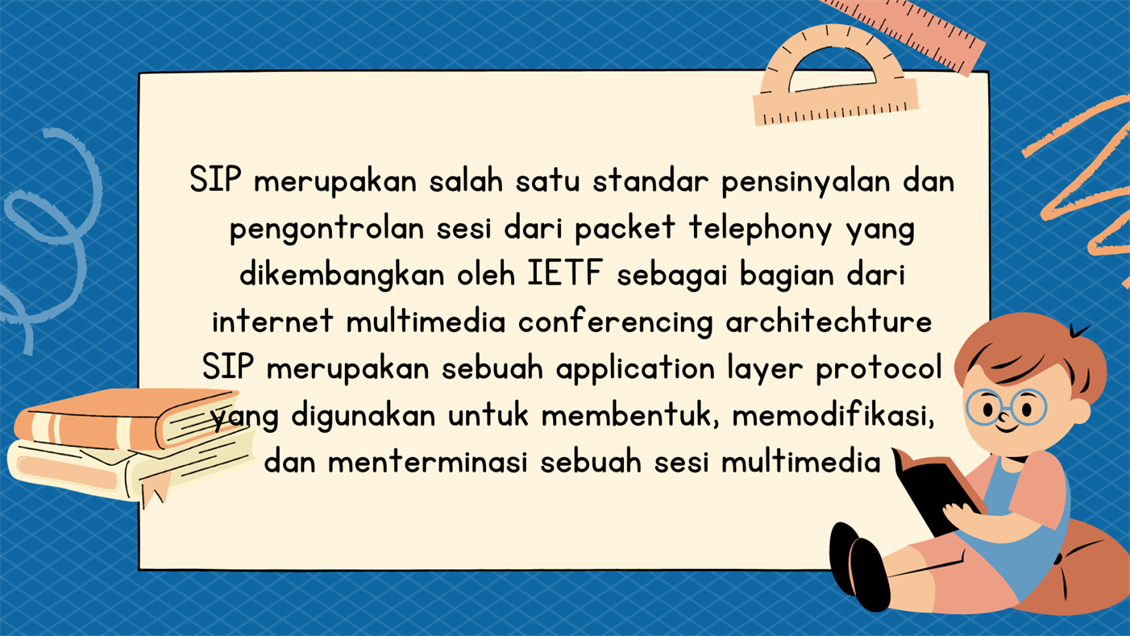 SIP merupakan salah satu standar pensinyalan dan
pengontrolan sesi dari packet telephony yang
dikembangkan oleh IETF sebagai bagian dari
internet multimedia conferencing architechture
SIP merupakan sebuah application layer protocol
yang digunakan untuk membentuk, memodifikasi,
dan menterminasi sebuah sesi multimedia